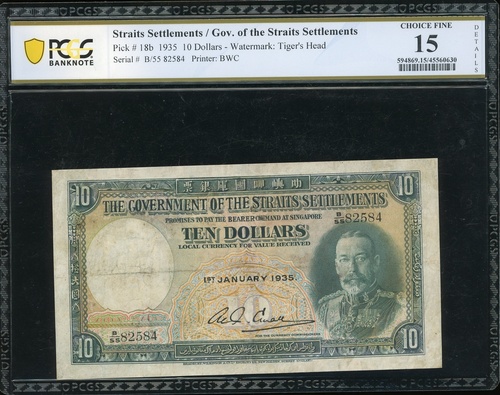 PCGS
BANKNOTE
Straits Settlements / Gov. of the Straits Settlements
Pick # 18b 1935 10 Dollars - Watermark: Tiger's Head
Serial # B/55 82584 Printer: BWC
CHOICE FINE
15
594869.15/45560630
DETAILS
10
10
THE GOVERNMENT OF THE STRAITS SETTLEMENTS
PROMISES TO PAY THE BEARER ON DEMAND AT SINGAPORE
B/55 82584
TEN DOLLARS
LOCAL CURRENCY FOR VALUE RECEIVED
1ST JANUARY 1935.
B/55 82584
10
10